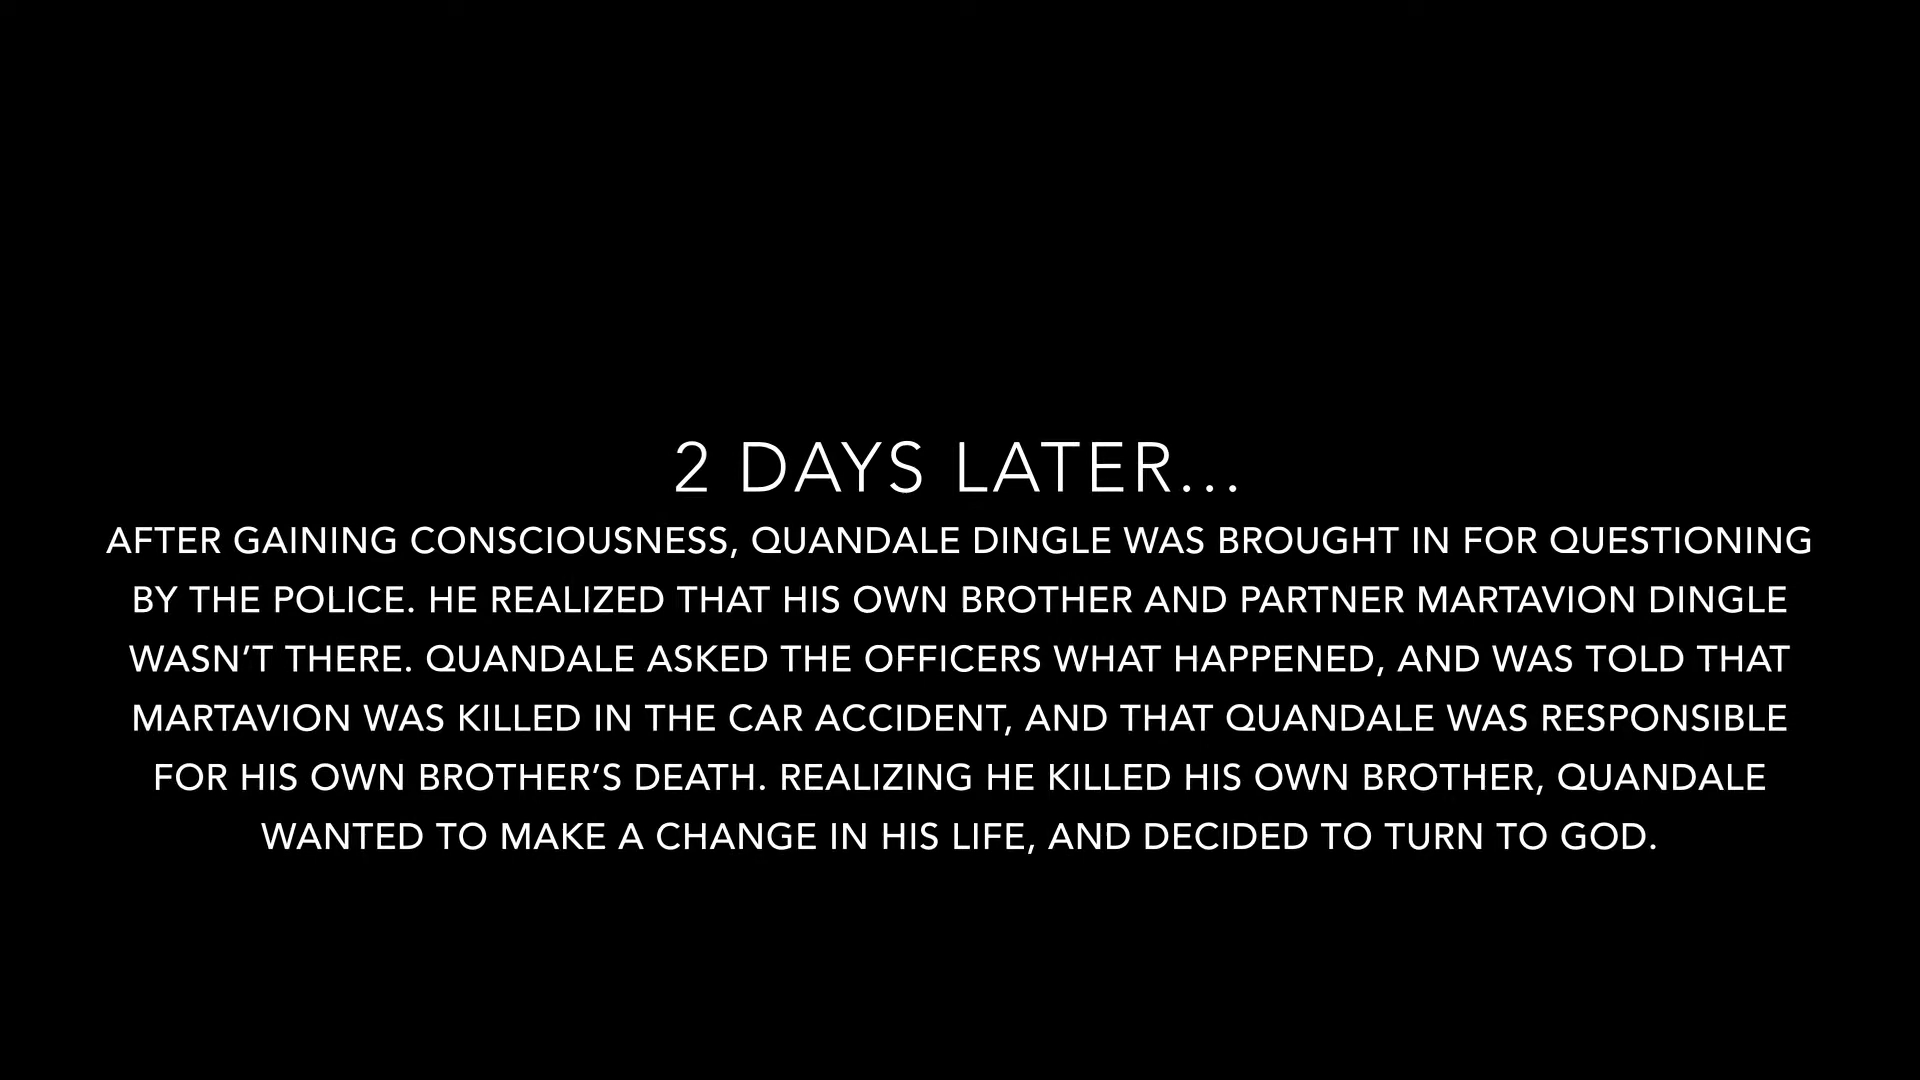 2 DAYS LATER...
AFTER GAINING CONSCIOUSNESS, QUANDALE DINGLE WAS BROUGHT IN FOR QUESTIONING
BY THE POLICE. HE REALIZED THAT HIS OWN BROTHER AND PARTNER MARTAVION DINGLE
WASN’T THERE. QUANDALE ASKED THE OFFICERS WHAT HAPPENED, AND WAS TOLD THAT
MARTAVION WAS KILLED IN THE CAR ACCIDENT, AND THAT QUANDALE WAS RESPONSIBLE
FOR HIS OWN BROTHER’S DEATH. REALIZING HE KILLED HIS OWN BROTHER, QUANDALE
WANTED TO MAKE A CHANGE IN HIS LIFE, AND DECIDED TO TURN TO GOD.